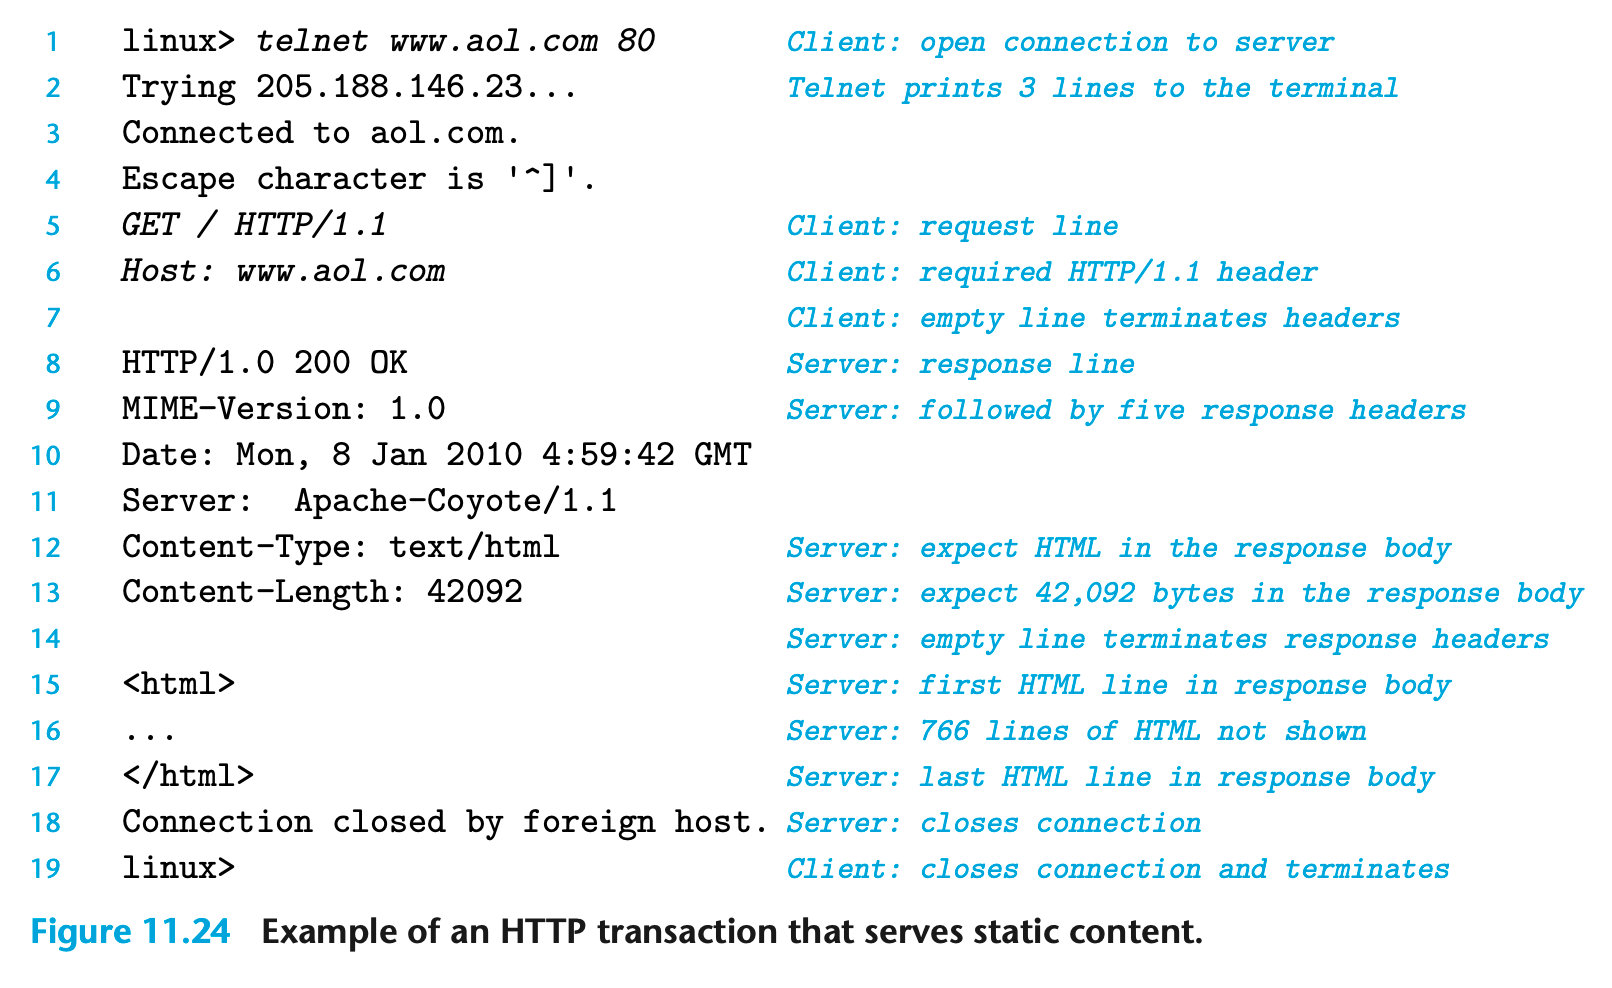 1 linux> telnet www.aol.com 80 Client: open connection to server
2 Trying 205.188.146.23... Telnet prints 3 lines to the terminal
3 Connected to aol.com.
4 Escape character is '^]'.
5 GET / HTTP/1.1 Client: request line
6 Host: www.aol.com Client: required HTTP/1.1 header
7 Client: empty line terminates headers
8 HTTP/1.0 200 OK Server: response line
9 MIME-Version: 1.0 Server: followed by five response headers
10 Date: Mon, 8 Jan 2010 4:59:42 GMT
11 Server:  Apache-Coyote/1.1
12 Content-Type: text/html Server: expect HTML in the response body
13 Content-Length: 42092 Server: expect 42,092 bytes in the response body
14 Server: empty line terminates response headers
15 <html> Server: first HTML line in response body
16 ... Server: 766 lines of HTML not shown
17 </html> Server: last HTML line in response body
18 Connection closed by foreign host. Server: closes connection
19 linux> Client: closes connection and terminates
Figure 11.24 Example of an HTTP transaction that serves static content.